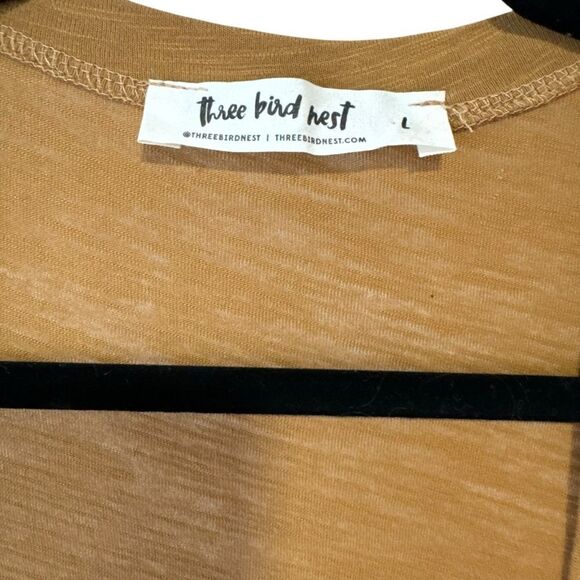 three bird nest
L
@THREEBIRDNEST | THREEBIRDNEST.COM